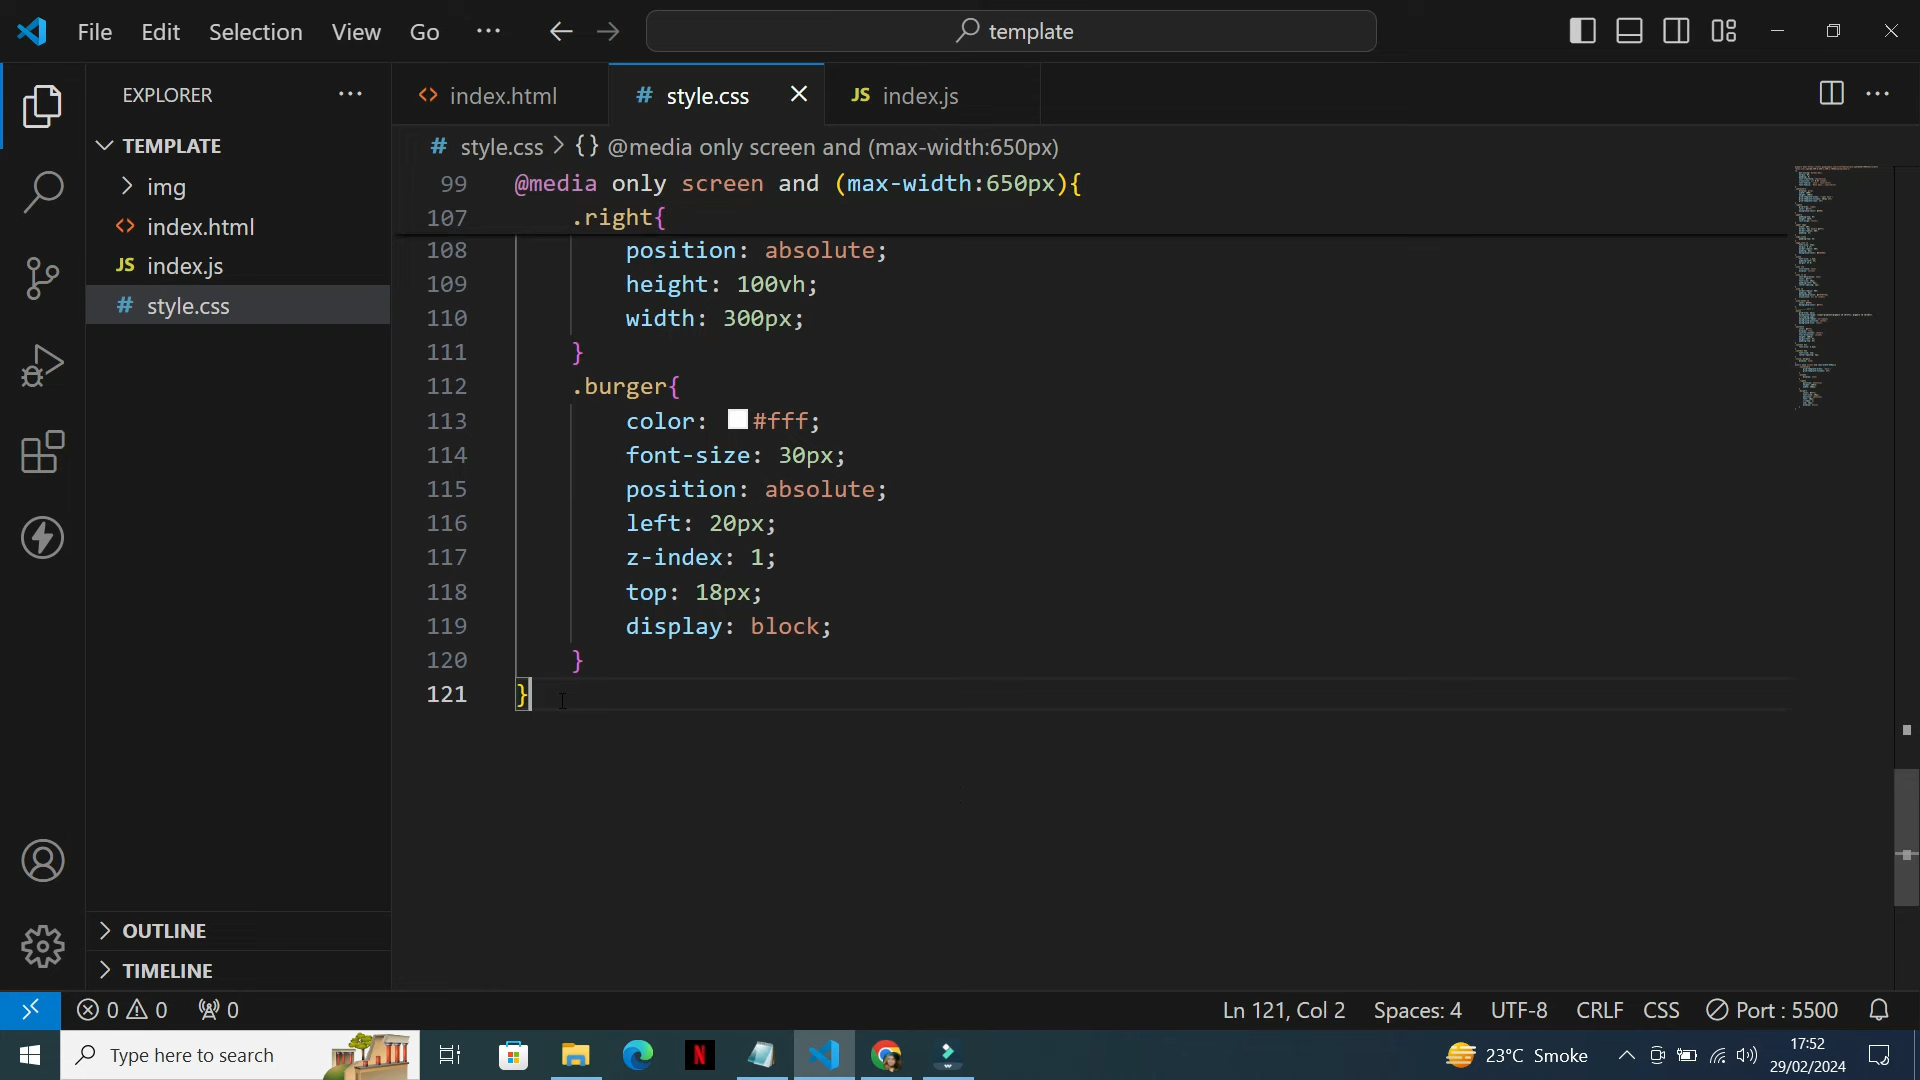 File Edit Selection View Go ··· template
EXPLORER ···
TEMPLATE
img
<> index.html
JS index.js
# style.css
OUTLINE
TIMELINE
<> index.html # style.css JS index.js
# style.css > {} @media only screen and (max-width:650px)
99 @media only screen and (max-width:650px){
107 .right{
108 position: absolute;
109 height: 100vh;
110 width: 300px;
111 }
112 .burger{
113 color: #fff;
114 font-size: 30px;
115 position: absolute;
116 left: 20px;
117 z-index: 1;
118 top: 18px;
119 display: block;
120 }
121 }
0 0 0 Ln 121, Col 2 Spaces: 4 UTF-8 CRLF CSS Port : 5500
Type here to search N 23°C Smoke 17:52
29/02/2024